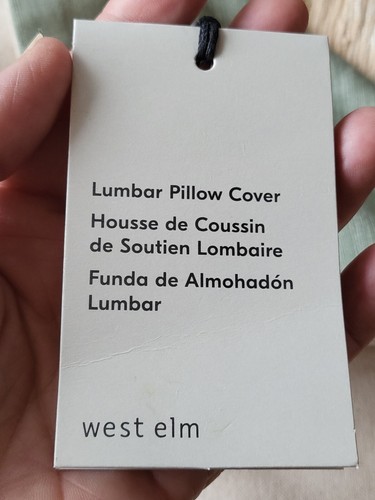 Lumbar Pillow Cover
Housse de Coussin
de Soutien Lombaire
Funda de Almohadón
Lumbar
west elm